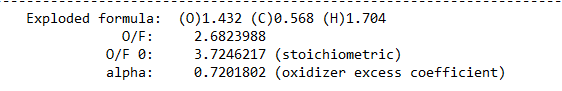 Exploded formula: (O)1.432 (C)0.568 (H)1.704
O/F: 2.6823988
O/F 0: 3.7246217 (stoichiometric)
alpha: 0.7201802 (oxidizer excess coefficient)